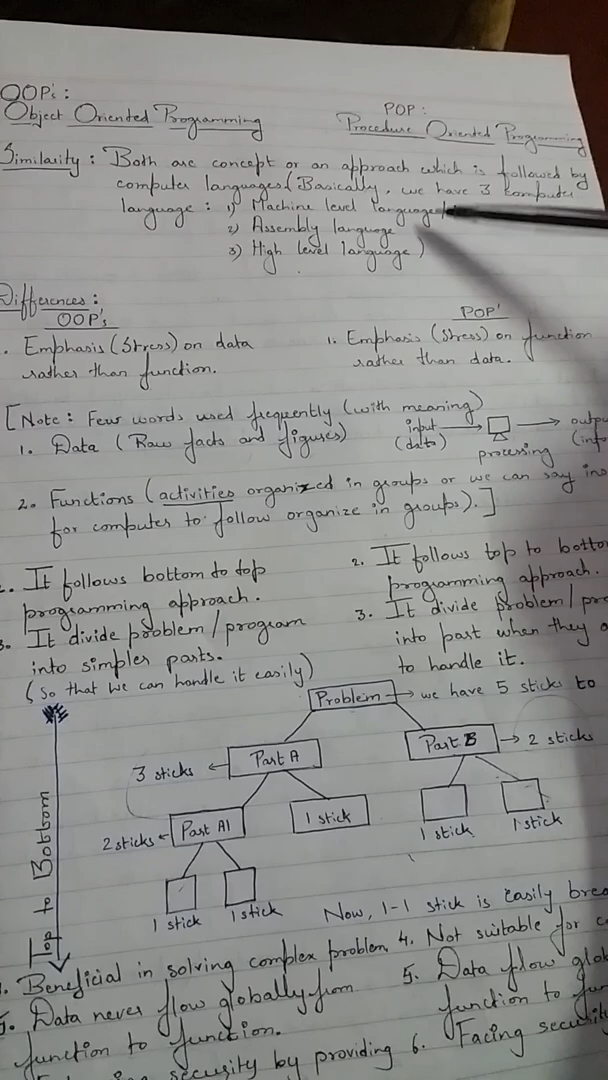 OOP's :
Object Oriented Programming
POP :
Procedure Oriented Programming
Similarity : Both are concept or an approach which is followed by
computer languages (Basically, we have 3 computer
language : 1) Machine level language
2) Assembly language
3) High level language )
Differences :
OOP's
POP'
. Emphasis (Stress) on data
rather than function.
1. Emphasis (Stress) on function
rather than data.
[Note : Few words used frequently (with meaning)
1. Data (Raw facts and figures)
input
(data)
processing
2. Functions (activities organized in groups or we can say
for computer to follow organize in groups). ]
. It follows bottom to top
programming approach.
2. It follows top to
programming approach.
3. It divide problem / program
into simpler parts.
(So that we can handle it easily)
3. It divide problem /
into part when they
to handle it.
Problem → we have 5 sticks to
Part A
Part B → 2 sticks
3 sticks
2 sticks
Part A1
1 stick
1 stick
1 stick
1 stick
1 stick
Top to Bottom
Now, 1-1 stick is easily
. Beneficial in solving complex problem
4. Not suitable for
. Data never flow globally from
function to function.
5. Data flow
function to
security by providing
6. Facing